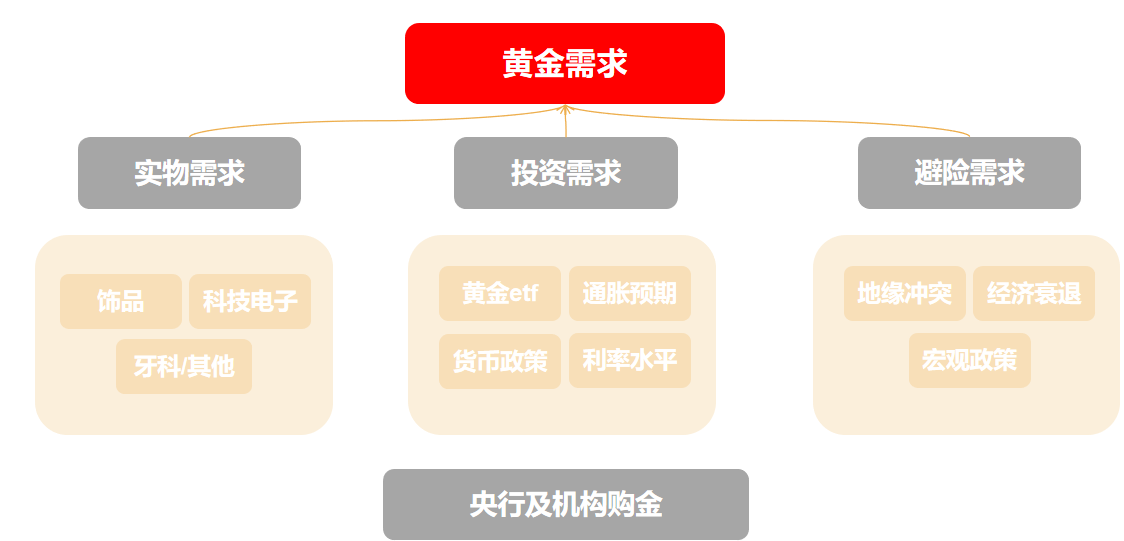 黄金需求
实物需求
投资需求
避险需求
饰品
科技电子
牙科/其他
黄金etf
通胀预期
货币政策
利率水平
地缘冲突
经济衰退
宏观政策
央行及机构购金